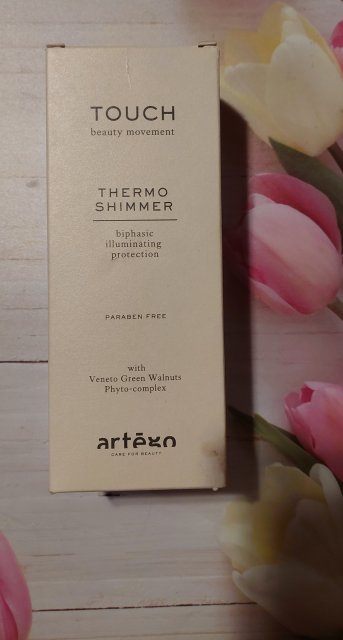 TOUCH
beauty movement
THERMO
SHIMMER
biphasic
illuminating
protection
PARABEN FREE
with
Veneto Green Walnuts
Phyto-complex
artègo
CARE FOR BEAUTY